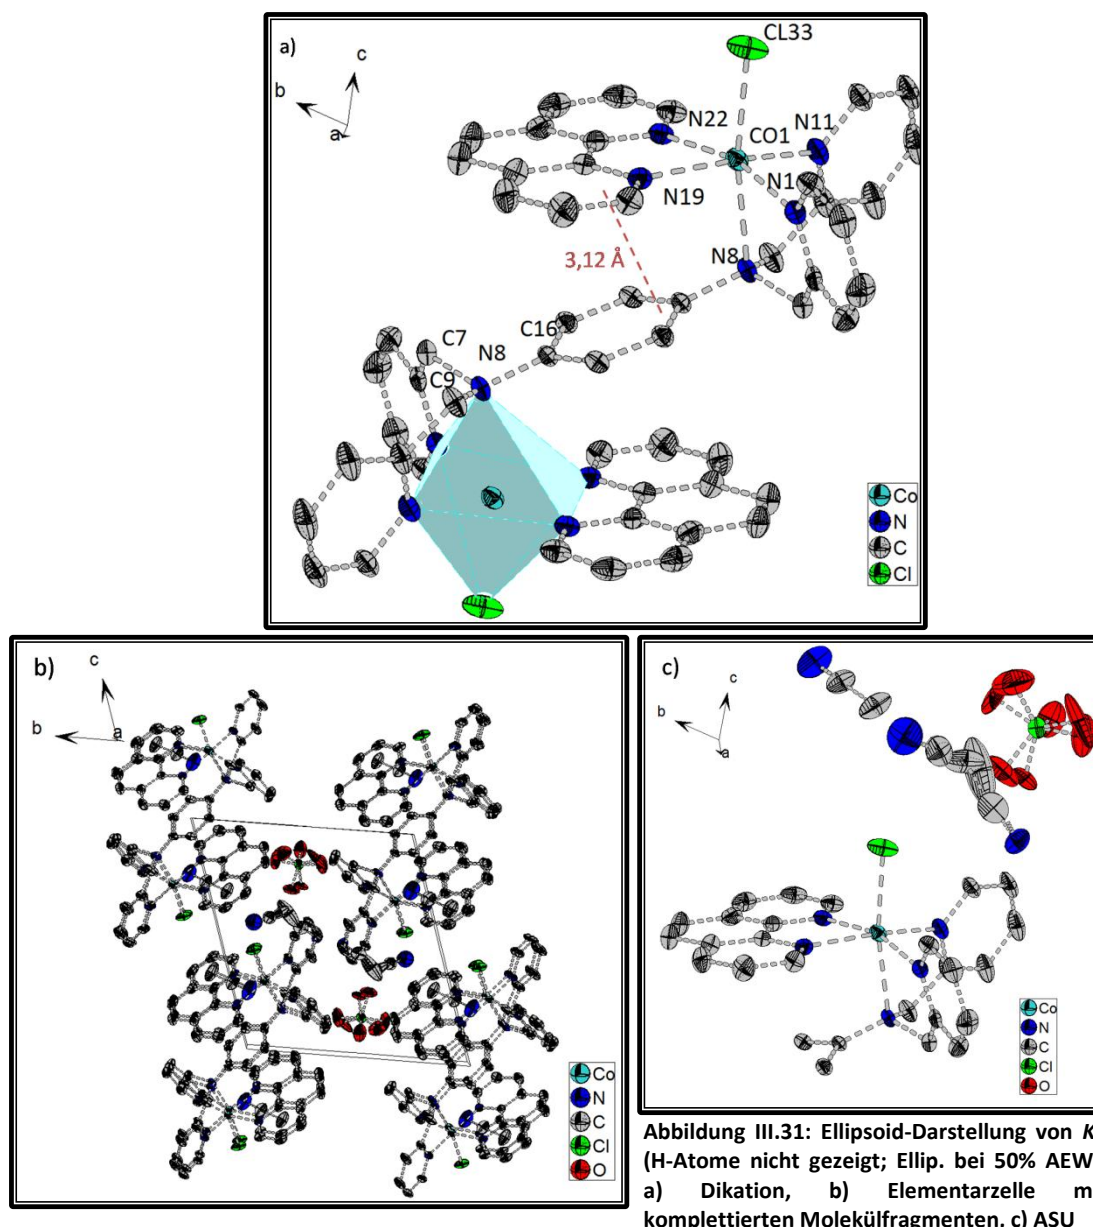 a)
c
b
a
CL33
N22
CO1
N11
N19
N1
N8
3,12 Å
C16
C7
N8
C9
Co
N
C
Cl
b)
c
b
a
Co
N
C
Cl
O
c)
c
b
a
Co
N
C
Cl
O
Abbildung III.31: Ellipsoid-Darstellung von K
(H-Atome nicht gezeigt; Ellip. bei 50% AEW
a) Dikation, b) Elementarzelle m
komplettierten Molekülfragmenten, c) ASU